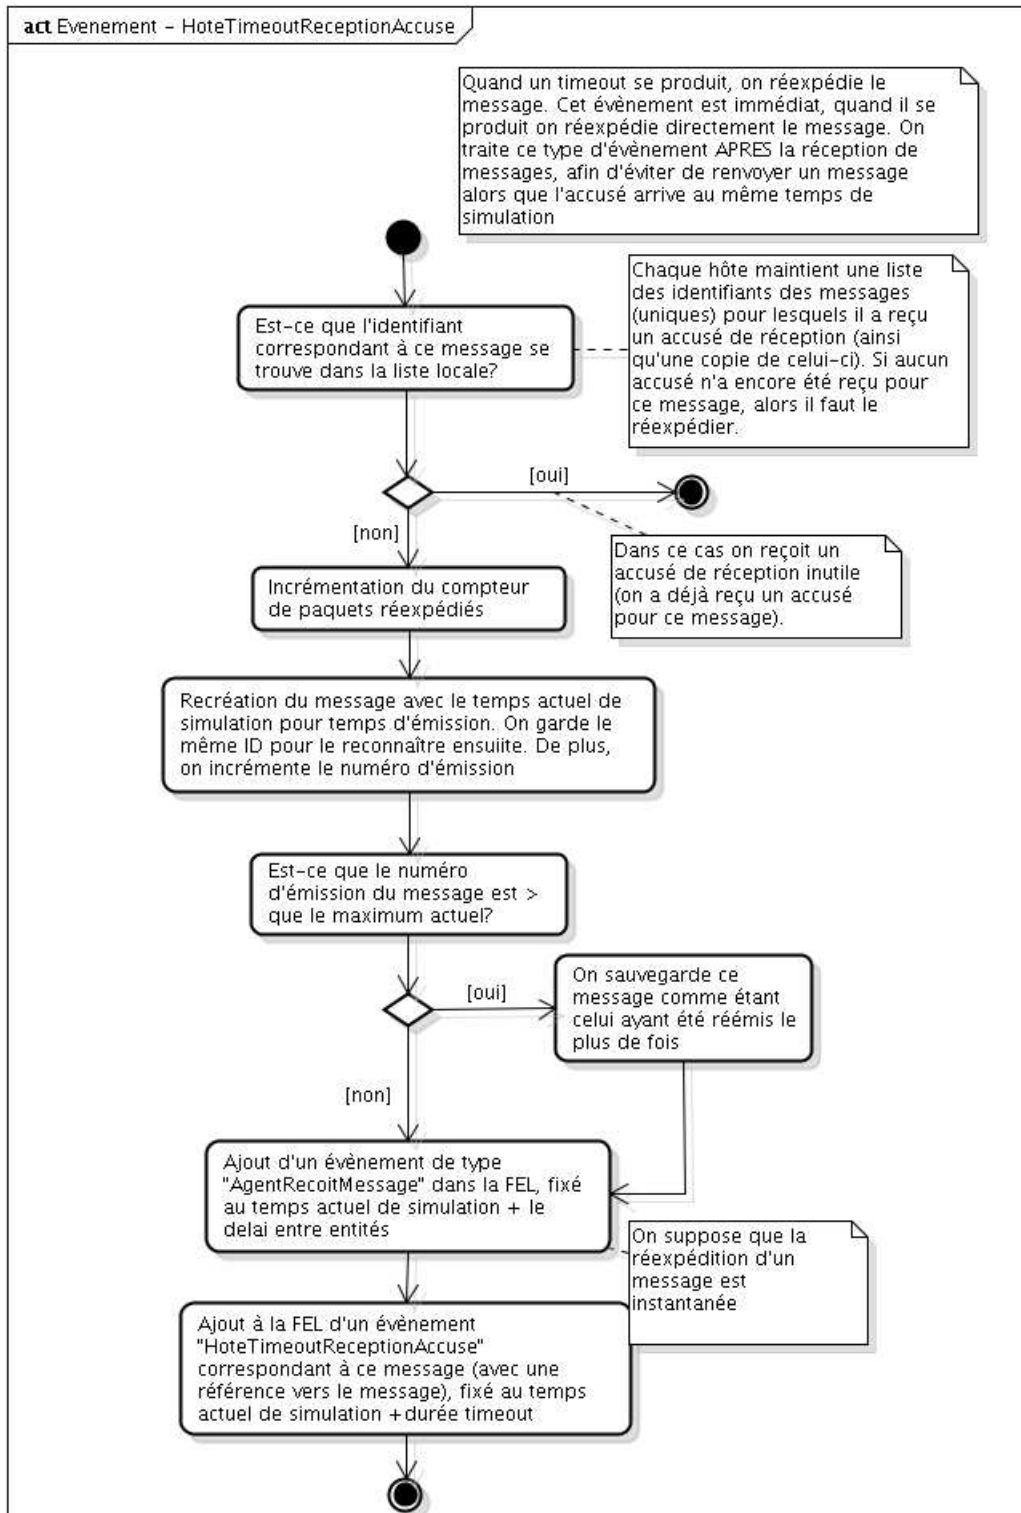 act Evenement - HoteTimeoutReceptionAccuse
Quand un timeout se produit, on réexpédie le
message. Cet évènement est immédiat, quand il se
produit on réexpédie directement le message. On
traite ce type d'évènement APRES la réception de
messages, afin d'éviter de renvoyer un message
alors que l'accusé arrive au même temps de
simulation
Chaque hôte maintient une liste
des identifiants des messages
(uniques) pour lesquels il a reçu
un accusé de réception (ainsi
qu'une copie de celui-ci). Si aucun
accusé n'a encore été reçu pour
ce message, alors il faut le
réexpédier.
Est-ce que l'identifiant
correspondant à ce message se
trouve dans la liste locale?
[oui]
[non]
Dans ce cas on reçoit un
accusé de réception inutile
(on a déjà reçu un accusé
pour ce message).
Incrémentation du compteur
de paquets réexpédiés
Recréation du message avec le temps actuel de
simulation pour temps d'émission. On garde le
même ID pour le reconnaître ensuiite. De plus,
on incrémente le numéro d'émission
Est-ce que le numéro
d'émission du message est >
que le maximum actuel?
[oui]
On sauvegarde ce
message comme étant
celui ayant été réémis le
plus de fois
[non]
Ajout d'un évènement de type
"AgentRecoitMessage" dans la FEL, fixé
au temps actuel de simulation + le
delai entre entités
On suppose que la
réexpédition d'un
message est
instantanée
Ajout à la FEL d'un évènement
"HoteTimeoutReceptionAccuse"
correspondant à ce message (avec une
référence vers le message), fixé au temps
actuel de simulation +durée timeout